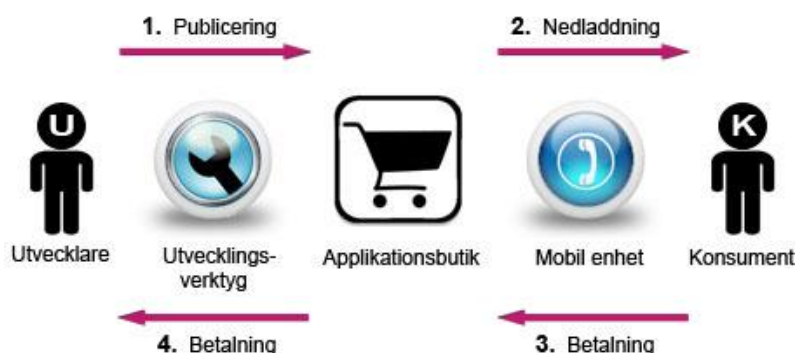 1. Publicering
2. Nedladdning
U
K
Utvecklare
Utvecklings-
verktyg
Applikationsbutik
Mobil enhet
Konsument
4. Betalning
3. Betalning